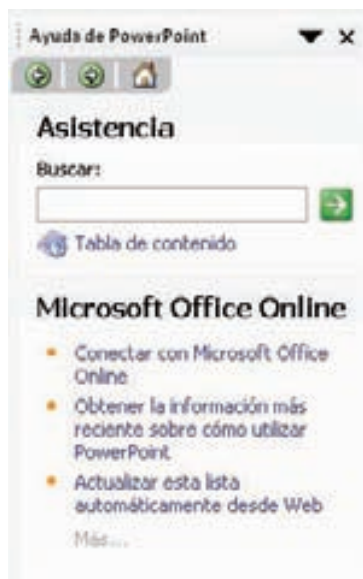 Ayuda de PowerPoint
Asistencia
Buscar:
Tabla de contenido
Microsoft Office Online
Conectar con Microsoft Office
Online
Obtener la información más
reciente sobre cómo utilizar
PowerPoint
Actualizar esta lista
automáticamente desde Web
Más...